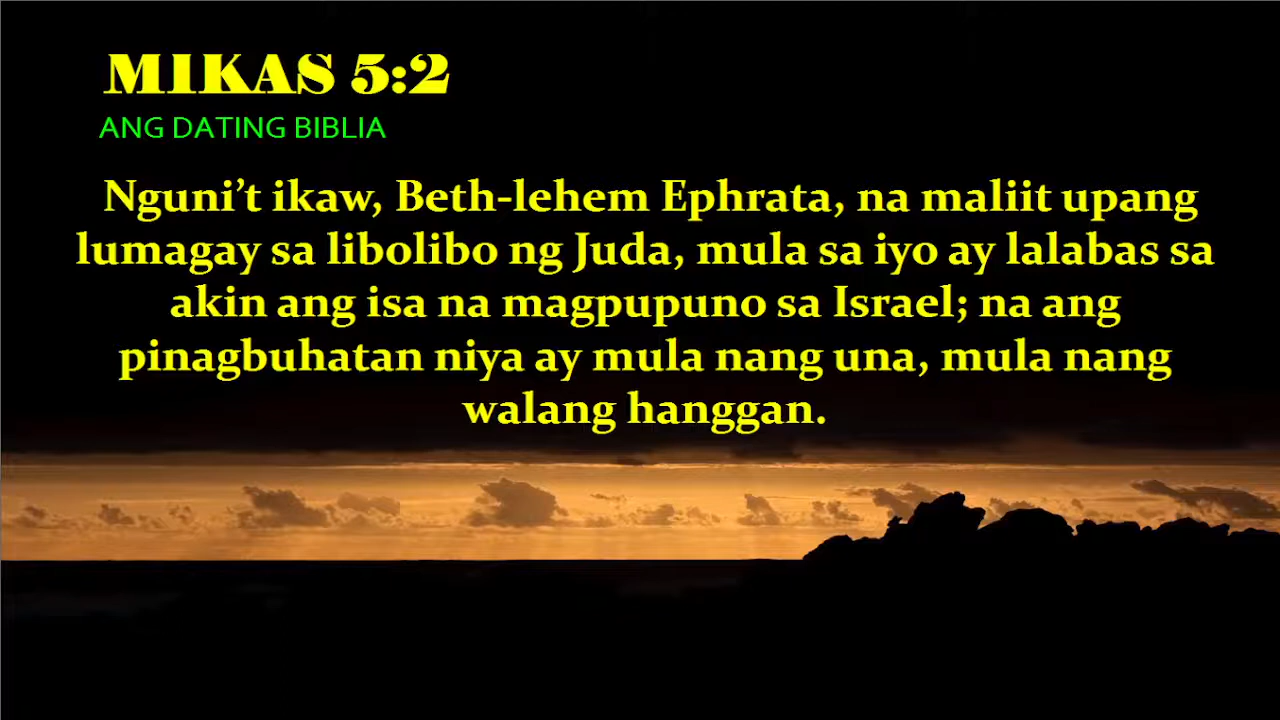 MIKAS 5:2
ANG DATING BIBLIA
Nguni’t ikaw, Beth-lehem Ephrata, na maliit upang
lumagay sa libolibo ng Juda, mula sa iyo ay lalabas sa
akin ang isa na magpupuno sa Israel; na ang
pinagbuhatan niya ay mula nang una, mula nang
walang hanggan.